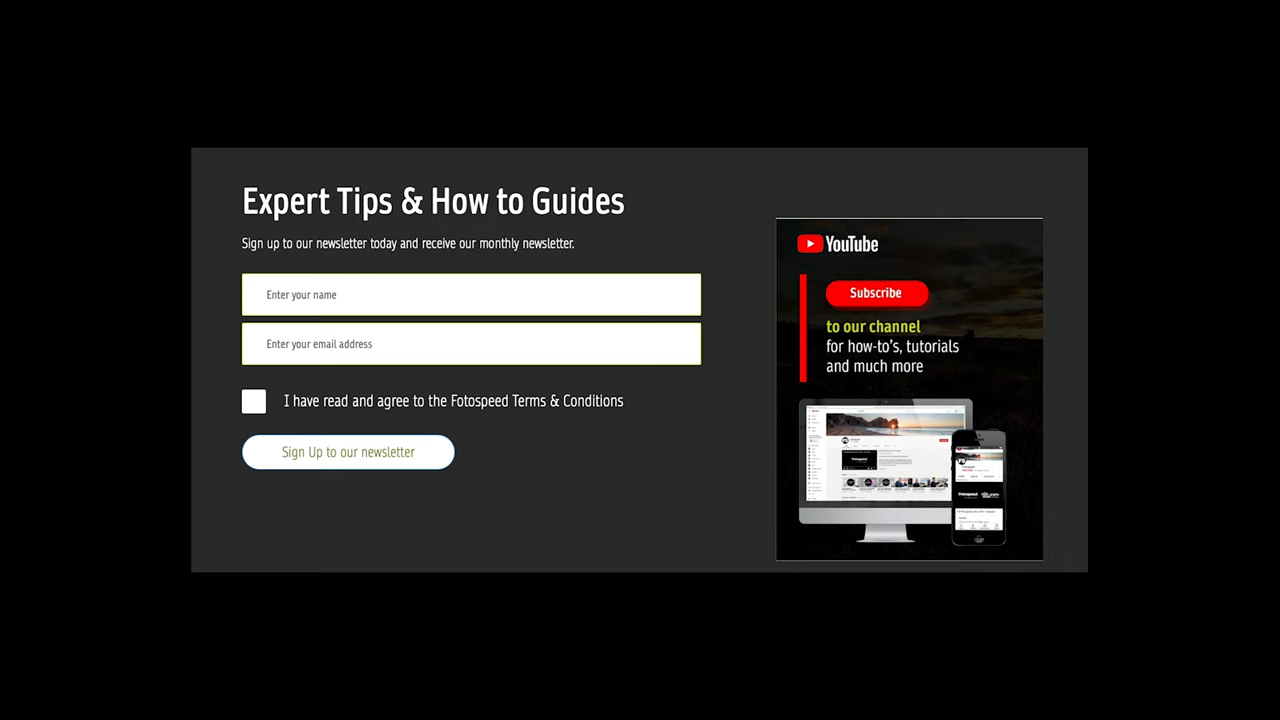 Expert Tips & How to Guides
Sign up to our newsletter today and receive our monthly newsletter.
Enter your name
Enter your email address
I have read and agree to the Fotospeed Terms & Conditions
Sign Up to our newsletter
YouTube
Subscribe
to our channel
for how-to's, tutorials
and much more
Fotospeed